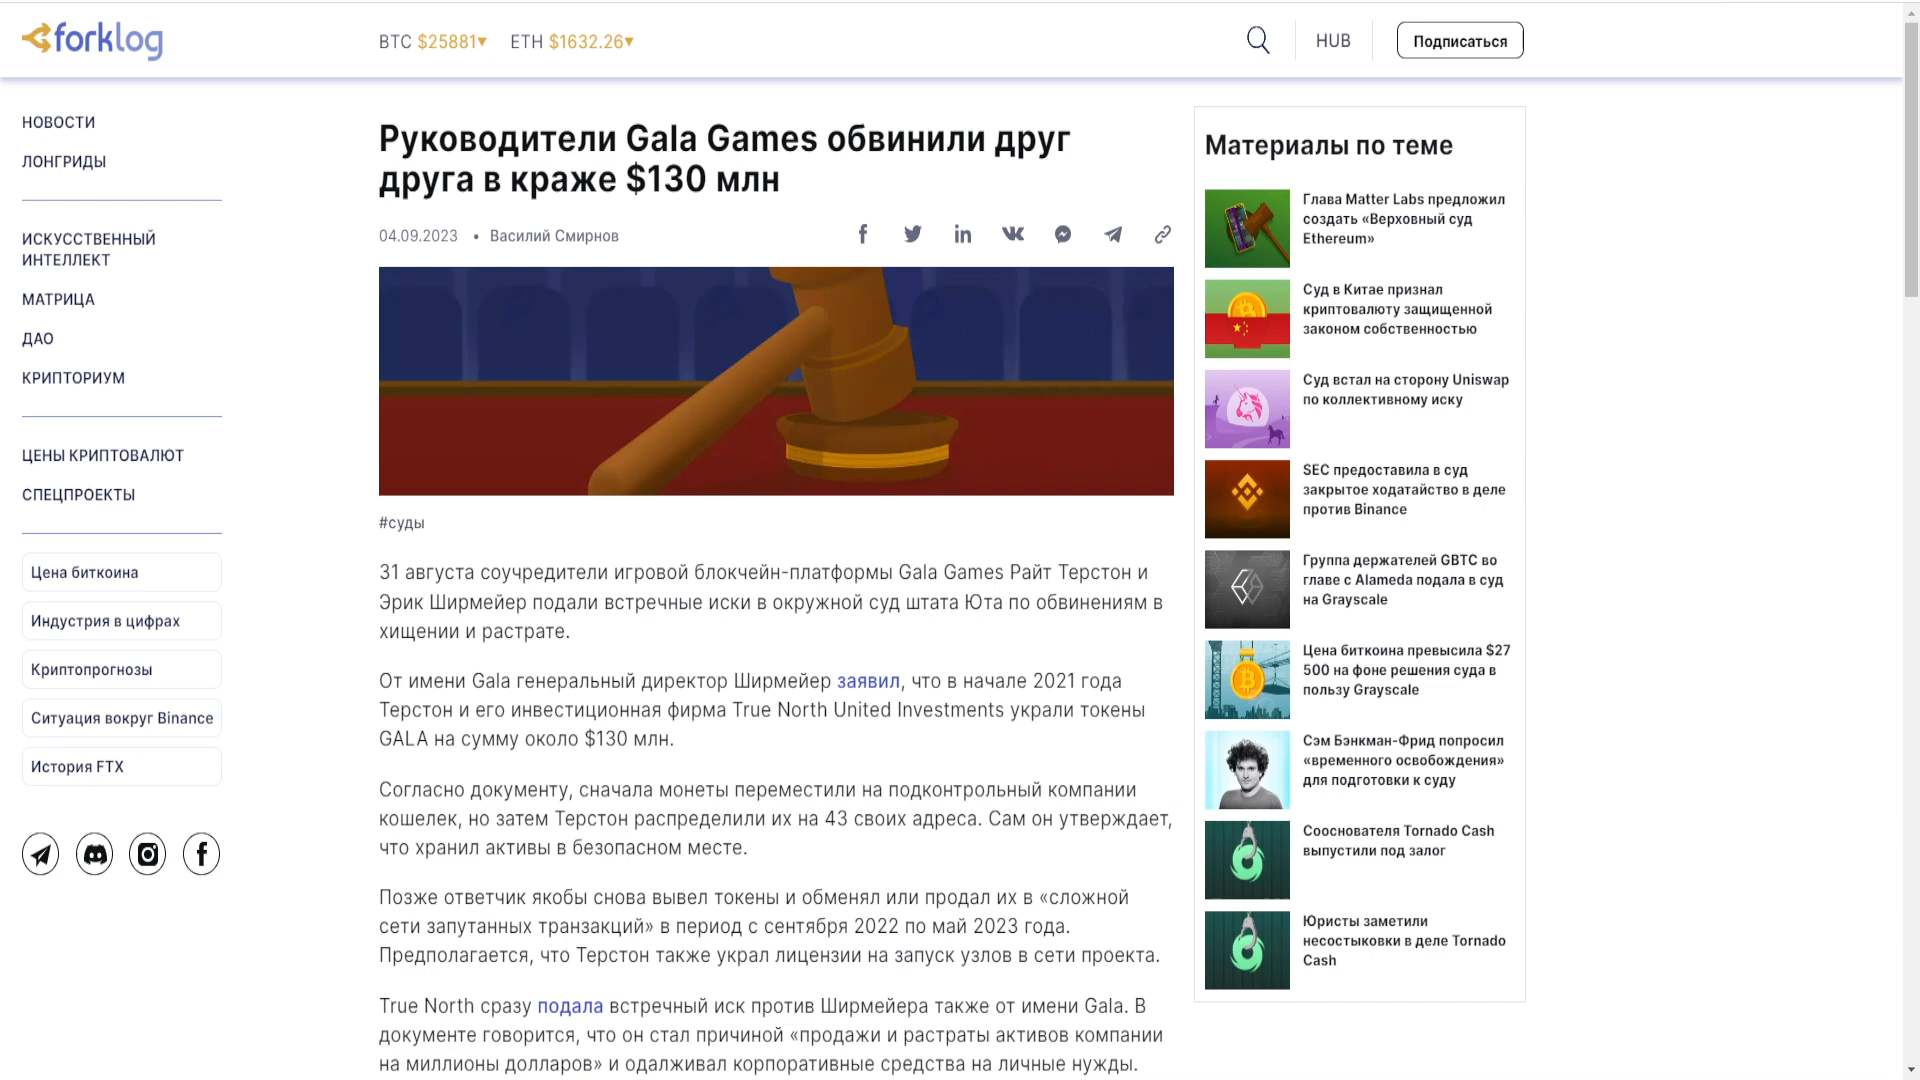 forklog
BTC $25881▾ ETH $1632.26▾
HUB
Подписаться
НОВОСТИ
ЛОНГРИДЫ
ИСКУССТВЕННЫЙ
ИНТЕЛЛЕКТ
МАТРИЦА
ДАО
КРИПТОРИУМ
ЦЕНЫ КРИПТОВАЛЮТ
СПЕЦПРОЕКТЫ
Цена биткоина
Индустрия в цифрах
Криптопрогнозы
Ситуация вокруг Binance
История FTX
Руководители Gala Games обвинили друг
друга в краже $130 млн
04.09.2023 • Василий Смирнов
#суды
31 августа соучредители игровой блокчейн-платформы Gala Games Райт Терстон и
Эрик Ширмейер подали встречные иски в окружной суд штата Юта по обвинениям в
хищении и растрате.
От имени Gala генеральный директор Ширмейер заявил, что в начале 2021 года
Терстон и его инвестиционная фирма True North United Investments украли токены
GALA на сумму около $130 млн.
Согласно документу, сначала монеты переместили на подконтрольный компании
кошелек, но затем Терстон распределили их на 43 своих адреса. Сам он утверждает,
что хранил активы в безопасном месте.
Позже ответчик якобы снова вывел токены и обменял или продал их в «сложной
сети запутанных транзакций» в период с сентября 2022 по май 2023 года.
Предполагается, что Терстон также украл лицензии на запуск узлов в сети проекта.
True North сразу подала встречный иск против Ширмейера также от имени Gala. В
документе говорится, что он стал причиной «продажи и растраты активов компании
на миллионы долларов» и одалживал корпоративные средства на личные нужды.
Материалы по теме
Глава Matter Labs предложил
создать «Верховный суд
Ethereum»
Суд в Китае признал
криптовалюту защищенной
законом собственностью
Суд встал на сторону Uniswap
по коллективному иску
SEC предоставила в суд
закрытое ходатайство в деле
против Binance
Группа держателей GBTC во
главе с Alameda подала в суд
на Grayscale
Цена биткоина превысила $27
500 на фоне решения суда в
пользу Grayscale
Сэм Бэнкман-Фрид попросил
«временного освобождения»
для подготовки к суду
Сооснователя Tornado Cash
выпустили под залог
Юристы заметили
несостыковки в деле Tornado
Cash